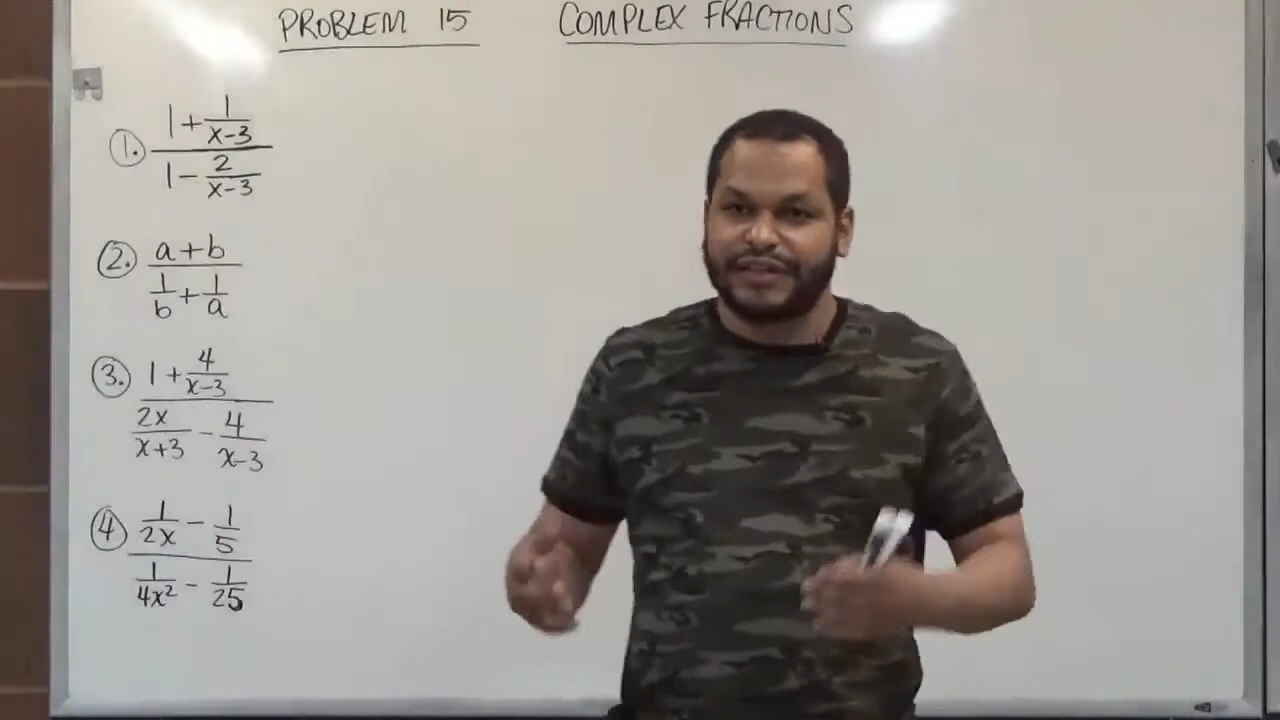 PROBLEM 15 COMPLEX FRACTIONS
1. 1 + 1/(x-3)
1 - 2/(x-3)
2. a+b
1/b + 1/a
3. 1 + 4/(x-3)
2x/(x+3) - 4/(x-3)
4 1/(2x) - 1/5
1/(4x²) - 1/25